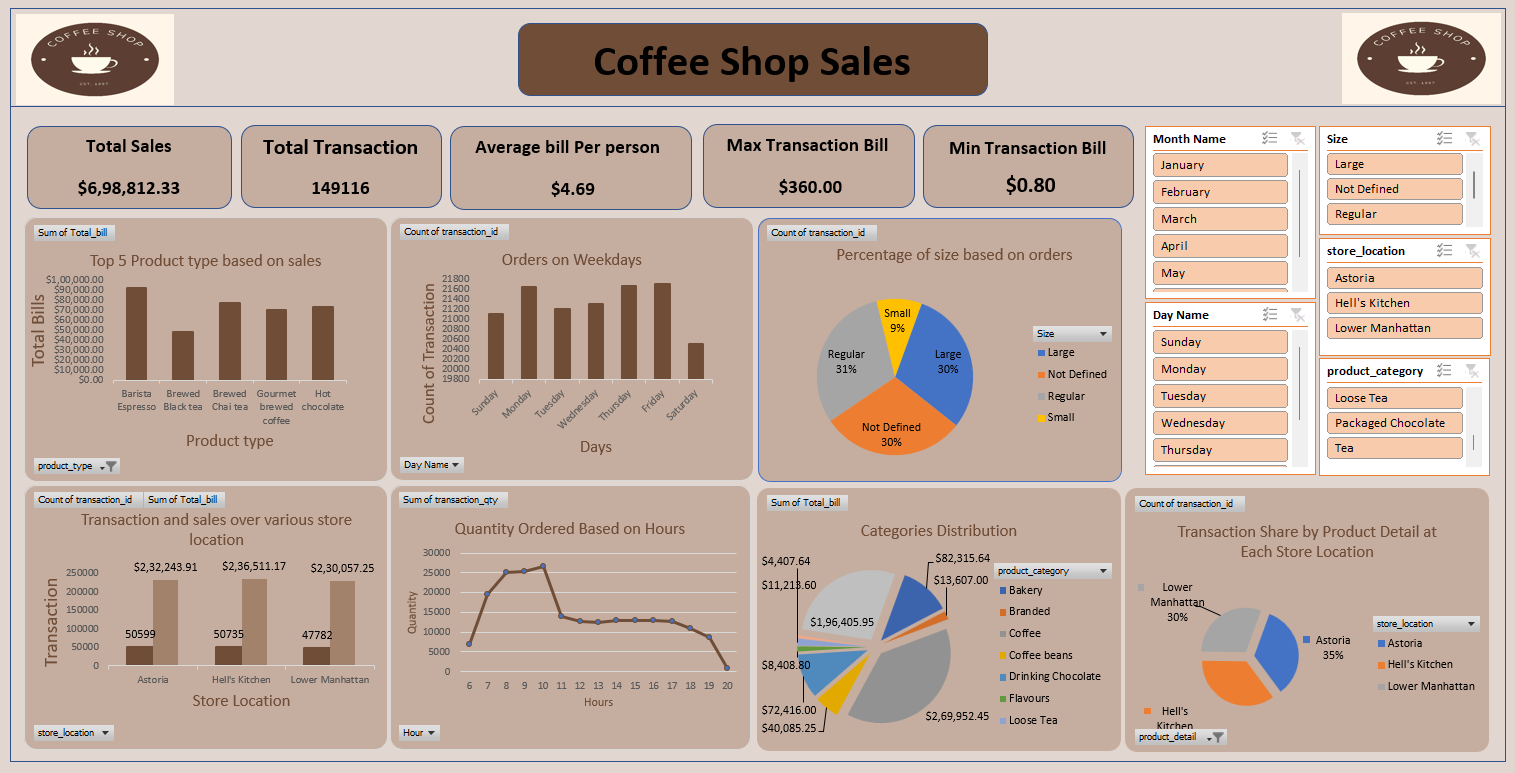 COFFEE SHOP
EST. 1997
Coffee Shop Sales
COFFEE SHOP
EST. 1997
Total Sales
$6,98,812.33
Total Transaction
149116
Average bill Per person
$4.69
Max Transaction Bill
$360.00
Min Transaction Bill
$0.80
Month Name
January
February
March
April
May
Size
Large
Not Defined
Regular
store_location
Astoria
Hell's Kitchen
Lower Manhattan
Day Name
Sunday
Monday
Tuesday
Wednesday
Thursday
product_category
Loose Tea
Packaged Chocolate
Tea
Sum of Total_bill
Top 5 Product type based on sales
Total Bills
$1,00,000.00
$90,000.00
$80,000.00
$70,000.00
$60,000.00
$50,000.00
$40,000.00
$30,000.00
$20,000.00
$10,000.00
$0.00
Barista
Espresso
Brewed
Black tea
Brewed
Chai tea
Gourmet
brewed
coffee
Hot
chocolate
Product type
product_type
Count of transaction_id
Orders on Weekdays
Count of Transaction
21800
21600
21400
21200
21000
20800
20600
20400
20200
20000
19800
Sunday
Monday
Tuesday
Wednesday
Thursday
Friday
Saturday
Days
Day Name
Count of transaction_id
Percentage of size based on orders
Small
9%
Large
30%
Regular
31%
Not Defined
30%
Size
Large
Not Defined
Regular
Small
Count of transaction_id
Sum of Total_bill
Transaction and sales over various store
location
Transaction
250000
200000
150000
100000
50000
0
$2,32,243.91
$2,36,511.17
$2,30,057.25
50599
50735
47782
Astoria
Hell's Kitchen
Lower Manhattan
Store Location
store_location
Sum of transaction_qty
Quantity Ordered Based on Hours
Quantity
30000
25000
20000
15000
10000
5000
0
6 7 8 9 10 11 12 13 14 15 16 17 18 19 20
Hours
Hour
Sum of Total_bill
Categories Distribution
$4,407.64
$11,213.60
$82,315.64
$13,607.00
$1,96,405.95
$8,408.80
$72,416.00
$40,085.25
$2,69,952.45
product_category
Bakery
Branded
Coffee
Coffee beans
Drinking Chocolate
Flavours
Loose Tea
Count of transaction_id
Transaction Share by Product Detail at
Each Store Location
Lower
Manhattan
30%
Astoria
35%
Hell's
Kitchen
store_location
Astoria
Hell's Kitchen
Lower Manhattan
product_detail